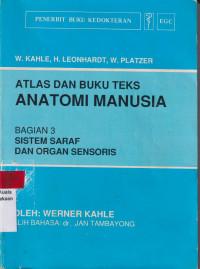 PENERBIT BUKU KEDOKTERAN
EGC
W. KAHLE, H. LEONHARDT, W. PLATZER
ATLAS DAN BUKU TEKS
ANATOMI MANUSIA
BAGIAN 3
SISTEM SARAF
DAN ORGAN SENSORIS
OLEH: WERNER KAHLE
ALIH BAHASA: dr. JAN TAMBAYONG